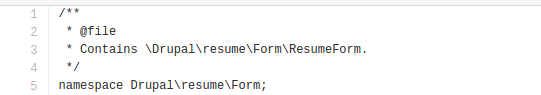 1 /**
2  * @file
3  * Contains \Drupal\resume\Form\ResumeForm.
4  */
5 namespace Drupal\resume\Form;